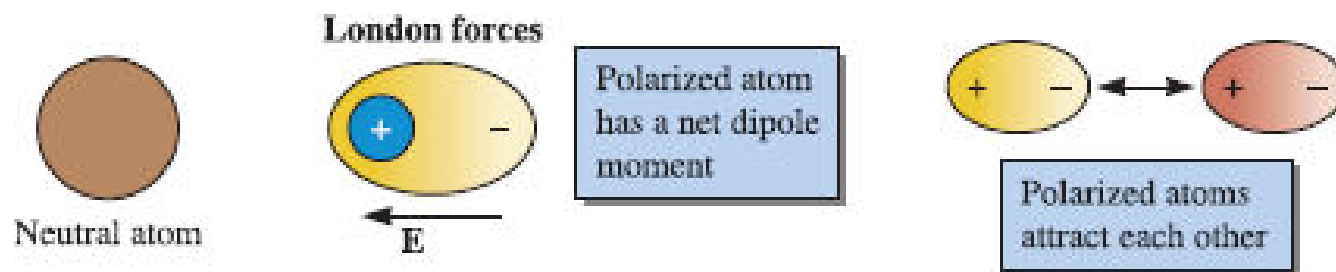 Neutral atom
London forces
+
−
E
Polarized atom
has a net dipole
moment
+ − + −
Polarized atoms
attract each other